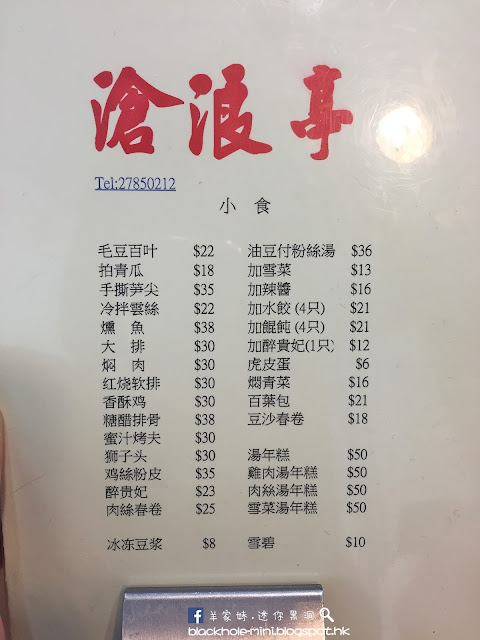 滄浪亭
Tel:27850212
小 食
毛豆百叶 $22 油豆付粉絲湯 $36
拍青瓜 $18 加雪菜 $13
手撕笋尖 $35 加辣醬 $16
冷拌雲絲 $22 加水餃 (4只) $21
燻 魚 $38 加餛飩 (4只) $21
大 排 $30 加醉貴妃(1只) $12
焖 肉 $30 虎皮蛋 $6
红烧软排 $30 燜青菜 $16
香酥鸡 $30 百葉包 $21
糖醋排骨 $38 豆沙春卷 $18
蜜汁烤夫 $30
狮子头 $30 湯年糕 $50
鸡絲粉皮 $35 雞肉湯年糕 $50
醉贵妃 $23 肉絲湯年糕 $50
肉絲春卷 $25 雪菜湯年糕 $50
冰冻豆浆 $8 雪碧 $10
羊家妹.迷你黑洞
blackhole-mini.blogspot.hk